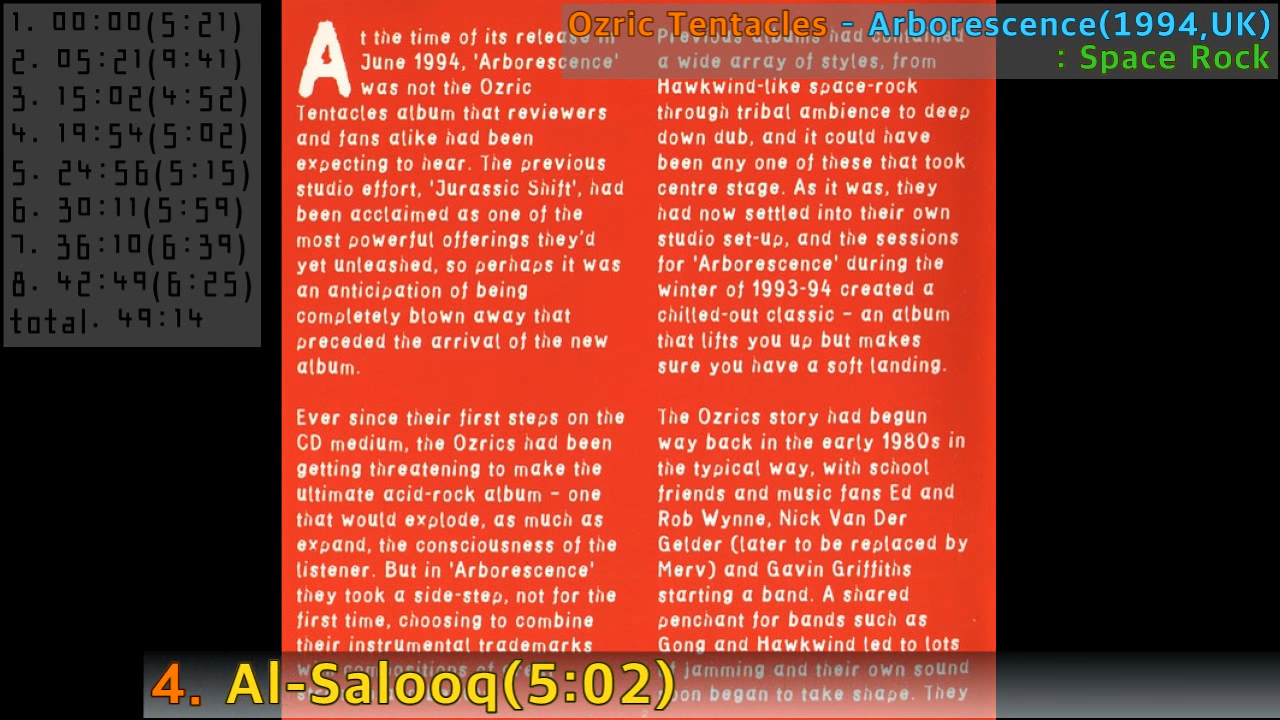 1. 00:00(5:21)
2. 05:21(9:41)
3. 15:02(4:52)
4. 19:54(5:02)
5. 24:56(5:15)
6. 30:11(5:59)
7. 36:10(6:39)
8. 42:49(6:25)
total. 49:14
Ozric Tentacles - Arborescence(1994,UK)
: Space Rock
At the time of its release in
June 1994, 'Arborescence'
was not the Ozric
Tentacles album that reviewers
and fans alike had been
expecting to hear. The previous
studio effort, 'Jurassic Shift', had
been acclaimed as one of the
most powerful offerings they'd
yet unleashed, so perhaps it was
an anticipation of being
completely blown away that
preceded the arrival of the new
album.
Ever since their first steps on the
CD medium, the Ozrics had been
getting threatening to make the
ultimate acid-rock album - one
that would explode, as much as
expand, the consciousness of the
listener. But in 'Arborescence'
they took a side-step, not for the
first time, choosing to combine
their instrumental trademarks
with compositions of
Previous albums had contained
a wide array of styles, from
Hawkwind-like space-rock
through tribal ambience to deep
down dub, and it could have
been any one of these that took
centre stage. As it was, they
had now settled into their own
studio set-up, and the sessions
for 'Arborescence' during the
winter of 1993-94 created a
chilled-out classic - an album
that lifts you up but makes
sure you have a soft landing.
The Ozrics story had begun
way back in the early 1980s in
the typical way, with school
friends and music fans Ed and
Rob Wynne, Nick Van Der
Gelder (later to be replaced by
Merv) and Gavin Griffiths
starting a band. A shared
penchant for bands such as
Gong and Hawkwind led to lots
of jamming and their own sound
soon began to take shape. They
4. Al-Salooq(5:02)